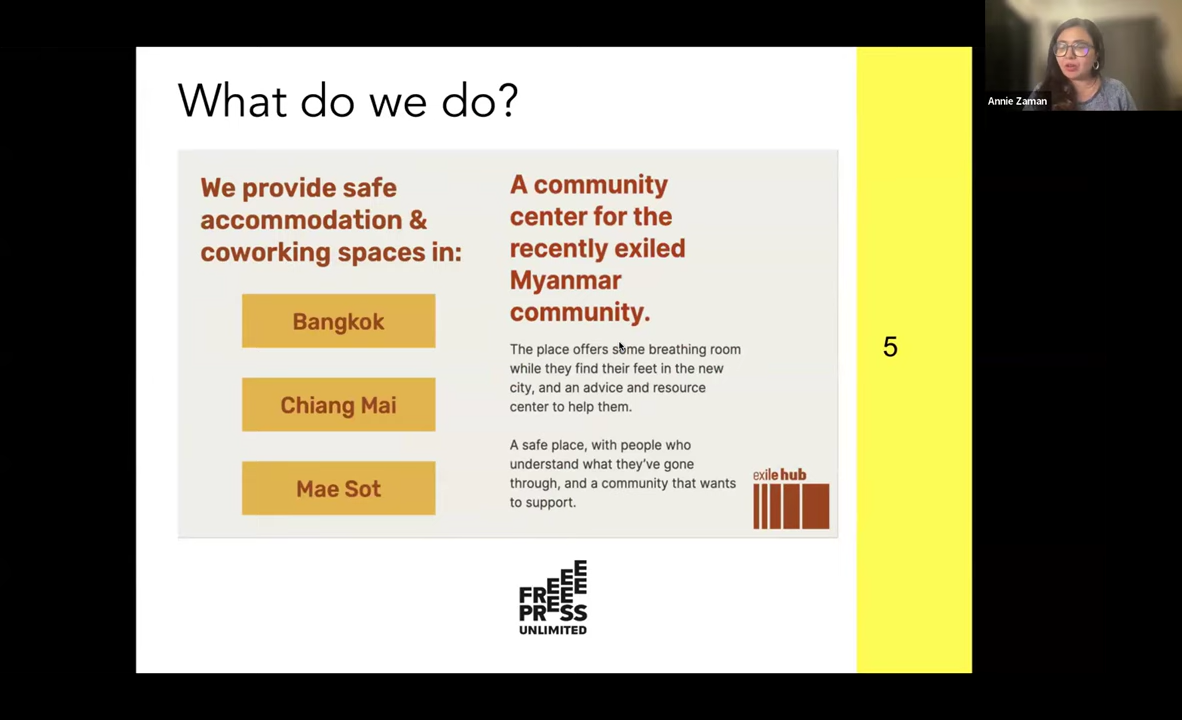 What do we do?
We provide safe
accommodation &
coworking spaces in:
Bangkok
Chiang Mai
Mae Sot
A community
center for the
recently exiled
Myanmar
community.
The place offers some breathing room
while they find their feet in the new
city, and an advice and resource
center to help them.
A safe place, with people who
understand what they've gone
through, and a community that wants
to support.
exile hub
FREEEE
PREEESS
UNLIMITED
5
Annie Zaman